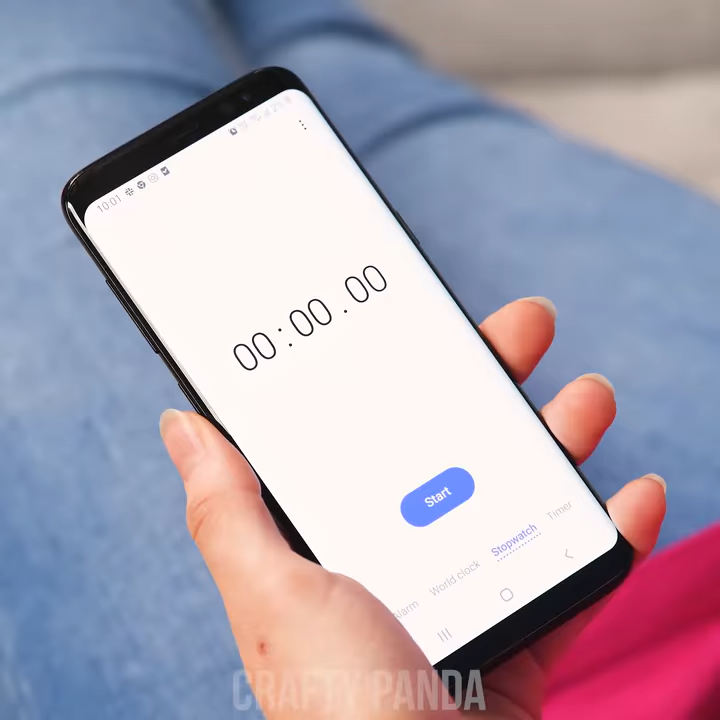 10:01
00:00.00
Start
Alarm World clock Stopwatch Timer
CRAFTY PANDA